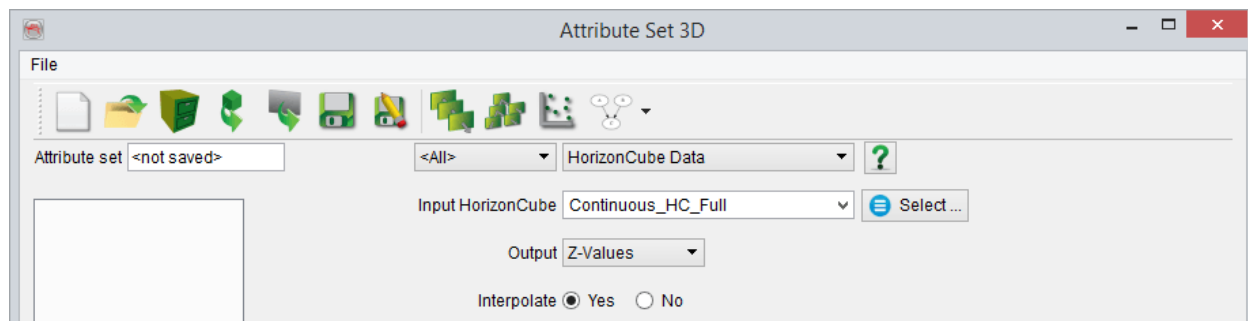 Attribute Set 3D
File
Attribute set <not saved> <All> HorizonCube Data ?
Input HorizonCube Continuous_HC_Full Select ...
Output Z-Values
Interpolate Yes No